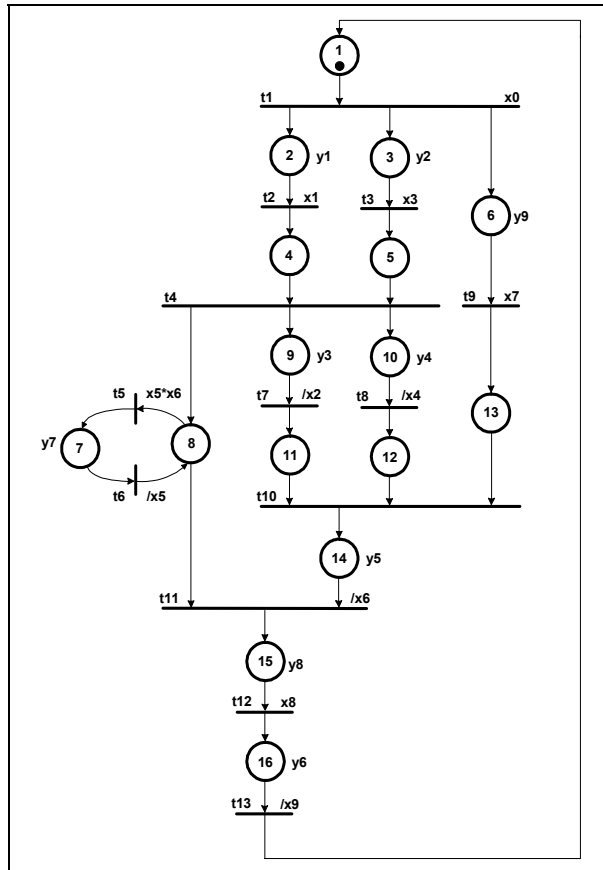 1
t1 x0
2 y1 3 y2
t2 x1 t3 x3
6 y9
4 5
t4 t9 x7
9 y3 10 y4
t5 x5*x6 t7 /x2 t8 /x4
13
y7 7 8
11 12
t6 /x5
t10
14 y5
t11 /x6
15 y8
t12 x8
16 y6
t13 /x9